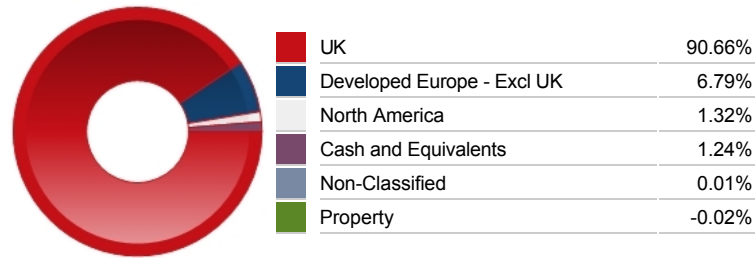 UK 90.66%
Developed Europe - Excl UK 6.79%
North America 1.32%
Cash and Equivalents 1.24%
Non-Classified 0.01%
Property -0.02%